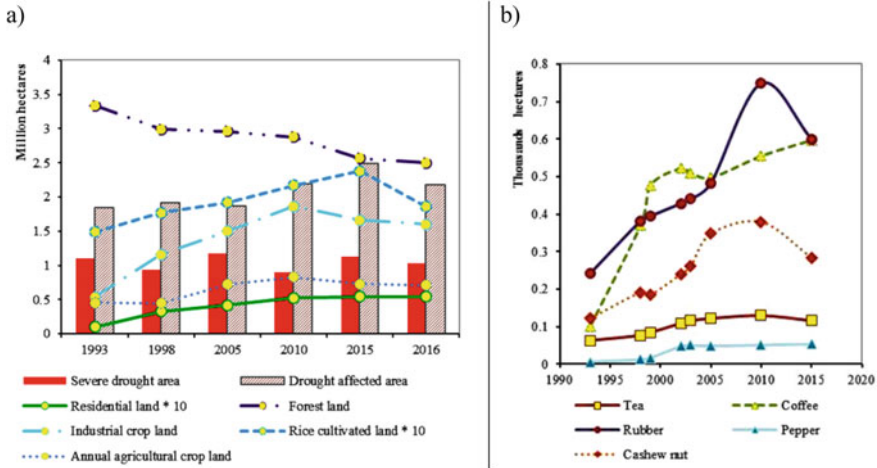 a)
Million hectares
4
3.5
3
2.5
2
1.5
1
0.5
0
1993 1998 2005 2010 2015 2016
Severe drought area Drought affected area
Residential land * 10 Forest land
Industrial crop land Rice cultivated land * 10
Annual agricultural crop land
b)
Thousands hectares
0.8
0.7
0.6
0.5
0.4
0.3
0.2
0.1
0
1990 1995 2000 2005 2010 2015 2020
Tea Coffee
Rubber Pepper
Cashew nut